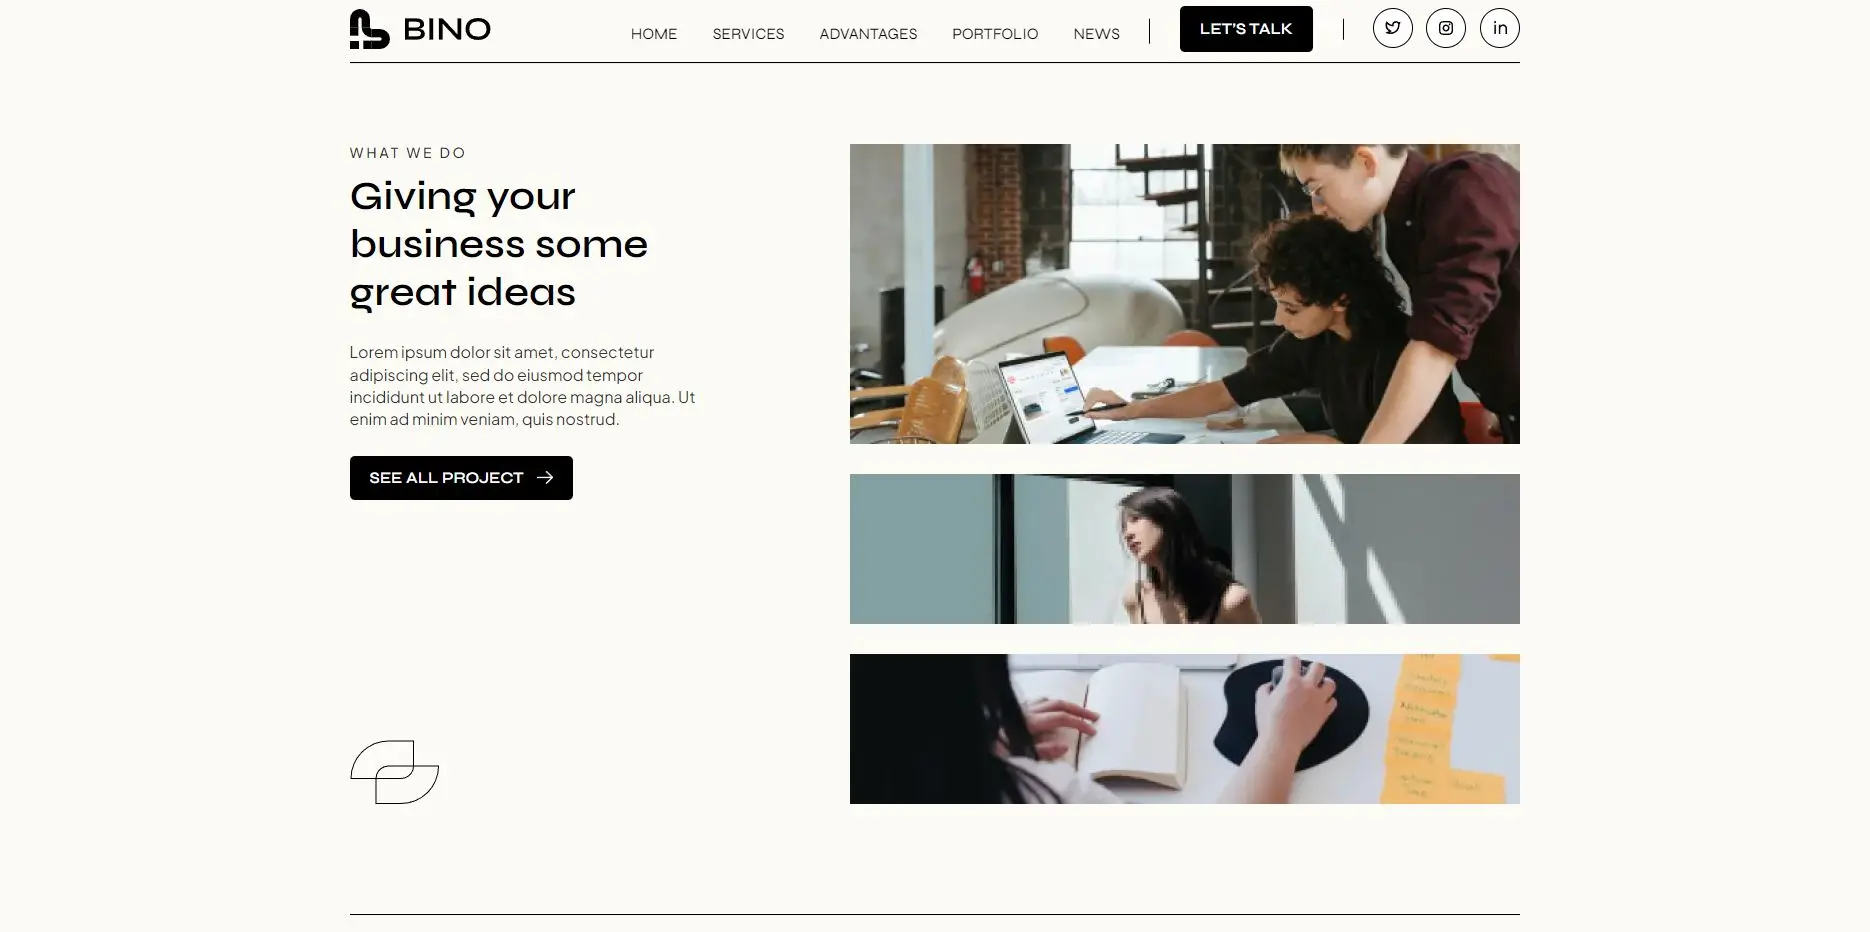 BINO
HOME SERVICES ADVANTAGES PORTFOLIO NEWS LET'S TALK in
WHAT WE DO
Giving your
business some
great ideas
Lorem ipsum dolor sit amet, consectetur
adipiscing elit, sed do eiusmod tempor
incididunt ut labore et dolore magna aliqua. Ut
enim ad minim veniam, quis nostrud.
SEE ALL PROJECT